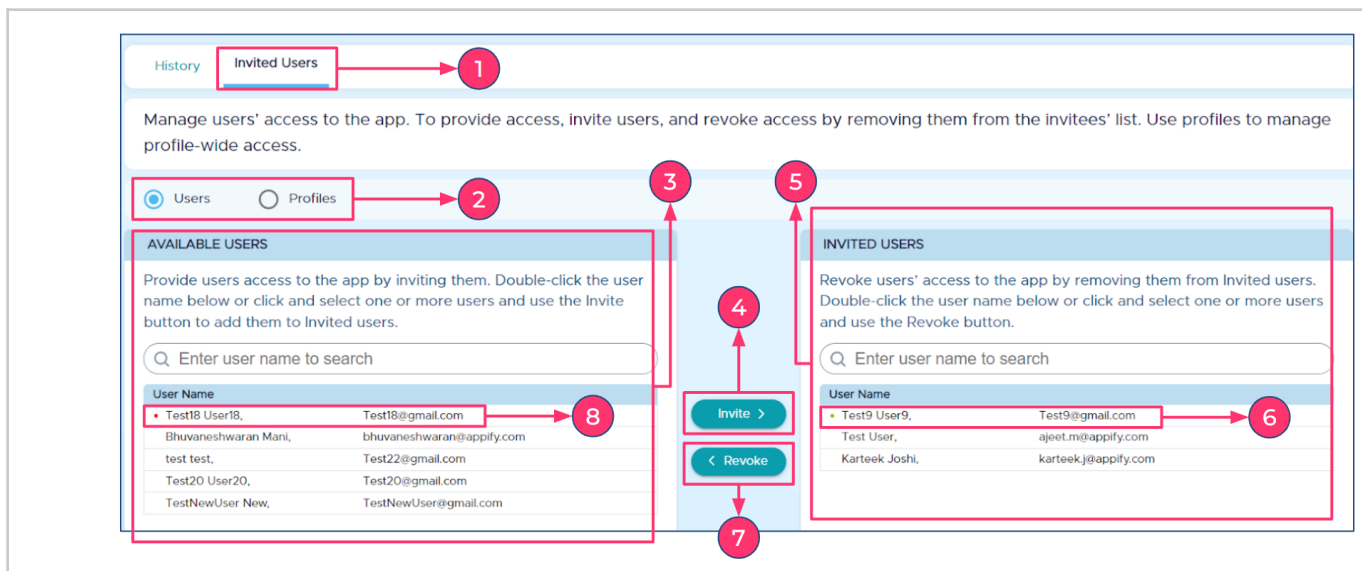 History Invited Users 1
Manage users' access to the app. To provide access, invite users, and revoke access by removing them from the invitees' list. Use profiles to manage
profile-wide access.
Users Profiles 2
3
5
AVAILABLE USERS
Provide users access to the app by inviting them. Double-click the user
name below or click and select one or more users and use the Invite
button to add them to Invited users.
Enter user name to search
User Name
Test18 User18, Test18@gmail.com 8
Bhuvaneshwaran Mani, bhuvaneshwaran@appify.com
test test, Test22@gmail.com
Test20 User20, Test20@gmail.com
TestNewUser New, TestNewUser@gmail.com
4
Invite >
< Revoke
7
INVITED USERS
Revoke users' access to the app by removing them from Invited users.
Double-click the user name below or click and select one or more users
and use the Revoke button.
Enter user name to search
User Name
Test9 User9, Test9@gmail.com 6
Test User, ajeet.m@appify.com
Karteek Joshi, karteek.j@appify.com